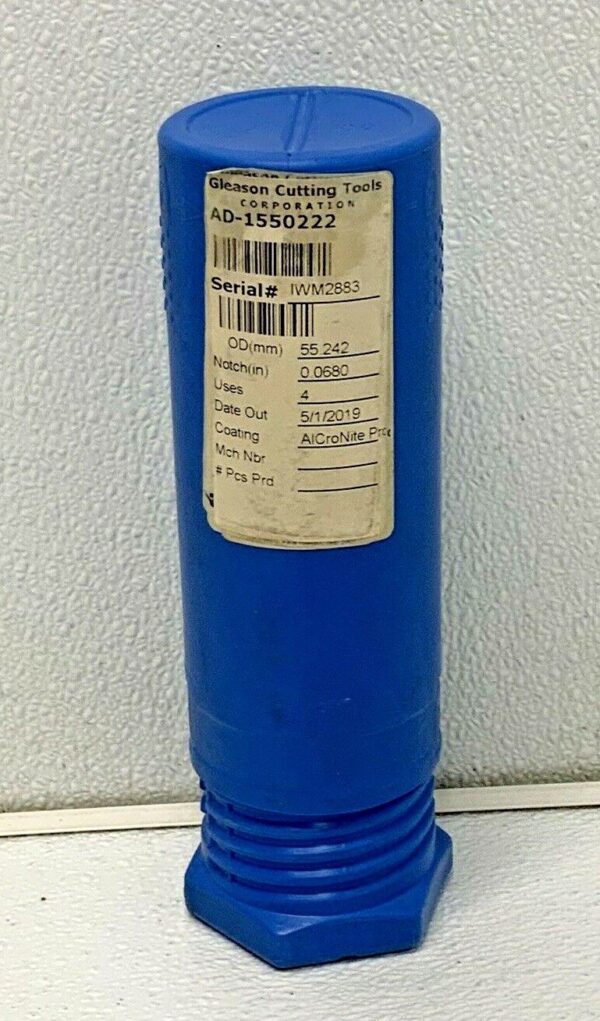 Gleason Cutting Tools
CORPORATION
AD-1550222
Serial# IWM2883
OD(mm) 55.242
Notch(in) 0.0680
Uses 4
Date Out 5/1/2019
Coating AlCroNite Pro
Mch Nbr
# Pcs Prd